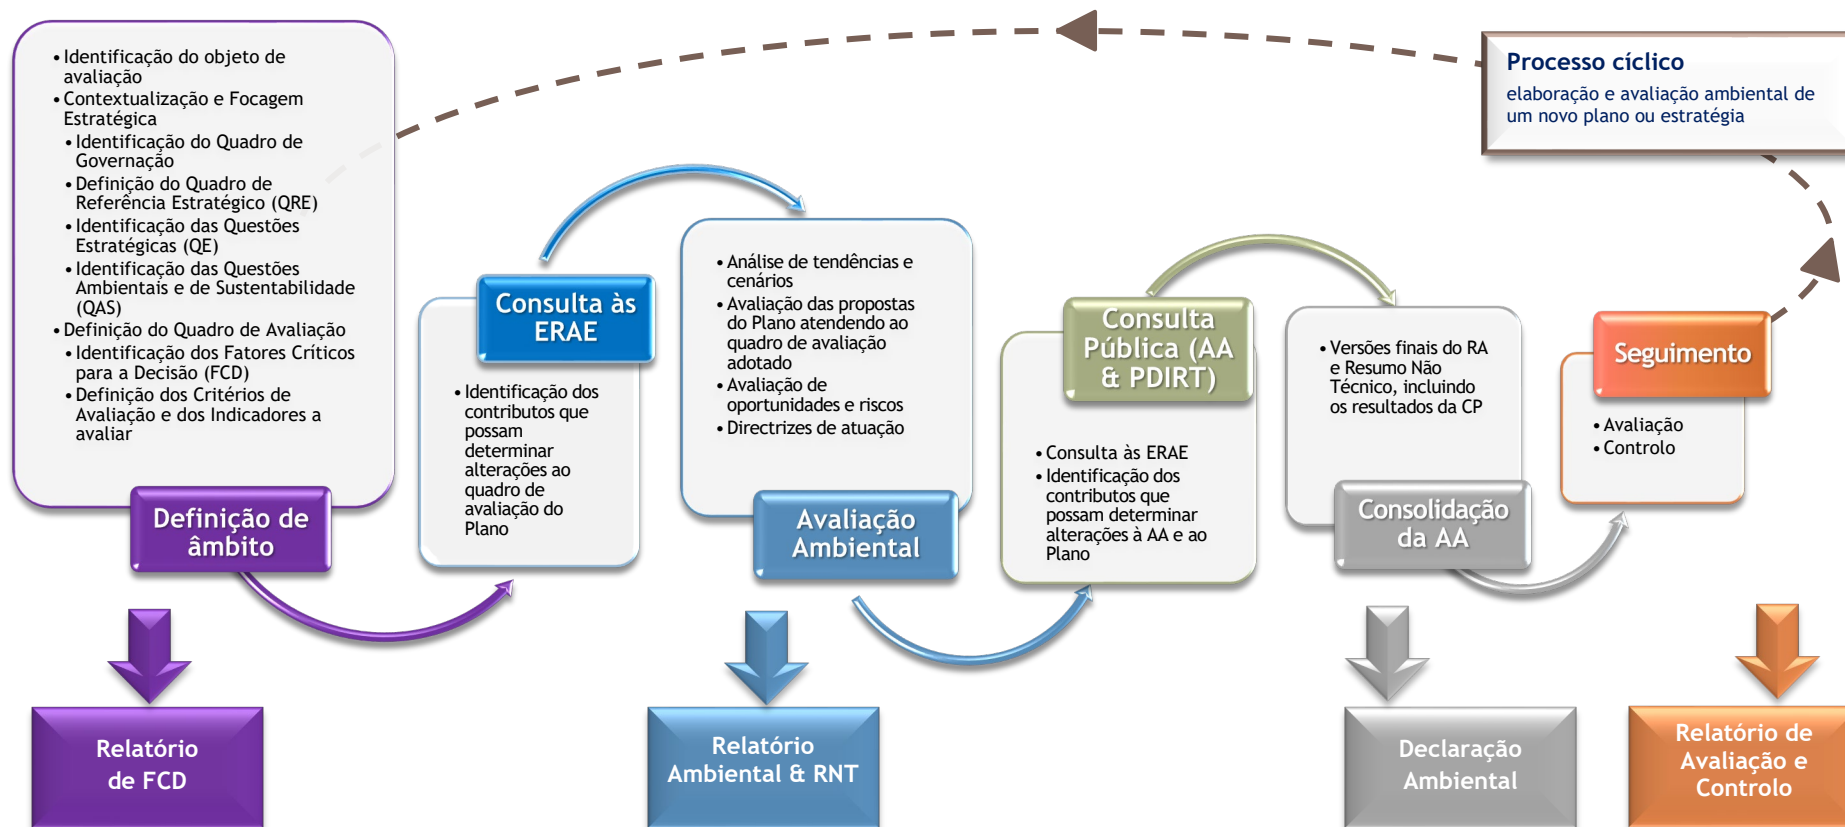 • Identificação do objeto de
avaliação
• Contextualização e Focagem
Estratégica
• Identificação do Quadro de
Governação
• Definição do Quadro de
Referência Estratégico (QRE)
• Identificação das Questões
Estratégicas (QE)
• Identificação das Questões
Ambientais e de Sustentabilidade
(QAS)
• Definição do Quadro de Avaliação
• Identificação dos Fatores Críticos
para a Decisão (FCD)
• Definição dos Critérios de
Avaliação e dos Indicadores a
avaliar
Definição de
âmbito
Consulta às
ERAE
• Identificação dos
contributos que
possam
determinar
alterações ao
quadro de
avaliação do
Plano
• Análise de tendências e
cenários
• Avaliação das propostas
do Plano atendendo ao
quadro de avaliação
adotado
• Avaliação de
oportunidades e riscos
• Directrizes de atuação
Avaliação
Ambiental
Consulta
Pública (AA
& PDIRT)
• Consulta às ERAE
• Identificação dos
contributos que
possam determinar
alterações à AA e ao
Plano
• Versões finais do RA
e Resumo Não
Técnico, incluindo
os resultados da CP
Consolidação
da AA
Seguimento
• Avaliação
• Controlo
Processo cíclico
elaboração e avaliação ambiental de
um novo plano ou estratégia
Relatório
de FCD
Relatório
Ambiental & RNT
Declaração
Ambiental
Relatório de
Avaliação e
Controlo